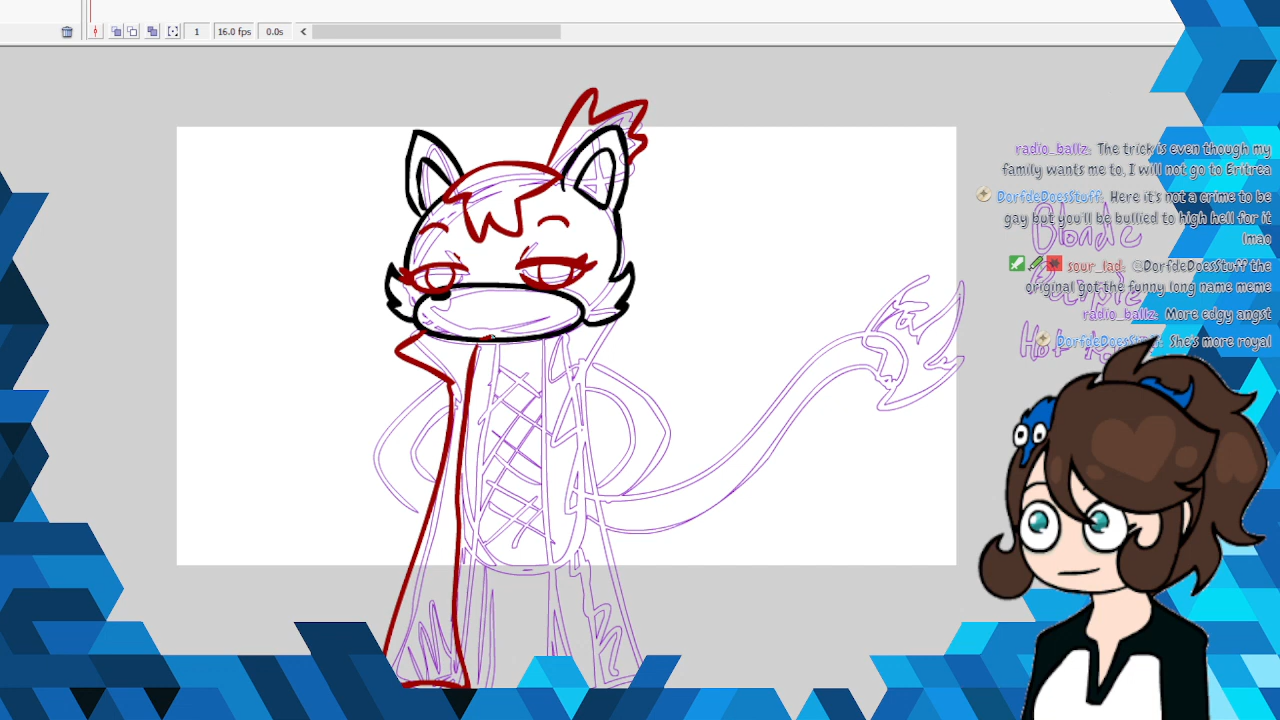 1 16.0 fps 0.0s
radio_ballz: The trick is even though my
family wants me to, I will not go to Eritrea
DorfdeDoesStuff: Here it's not a crime to be
gay but you'll be bullied to high hell for it
lmao
Blonde
sour_lad: @DorfdeDoesStuff the
original got the funny long name meme
Purple
radio_ballz: More edgy angst
DorfdeDoesStuff: She's more royal